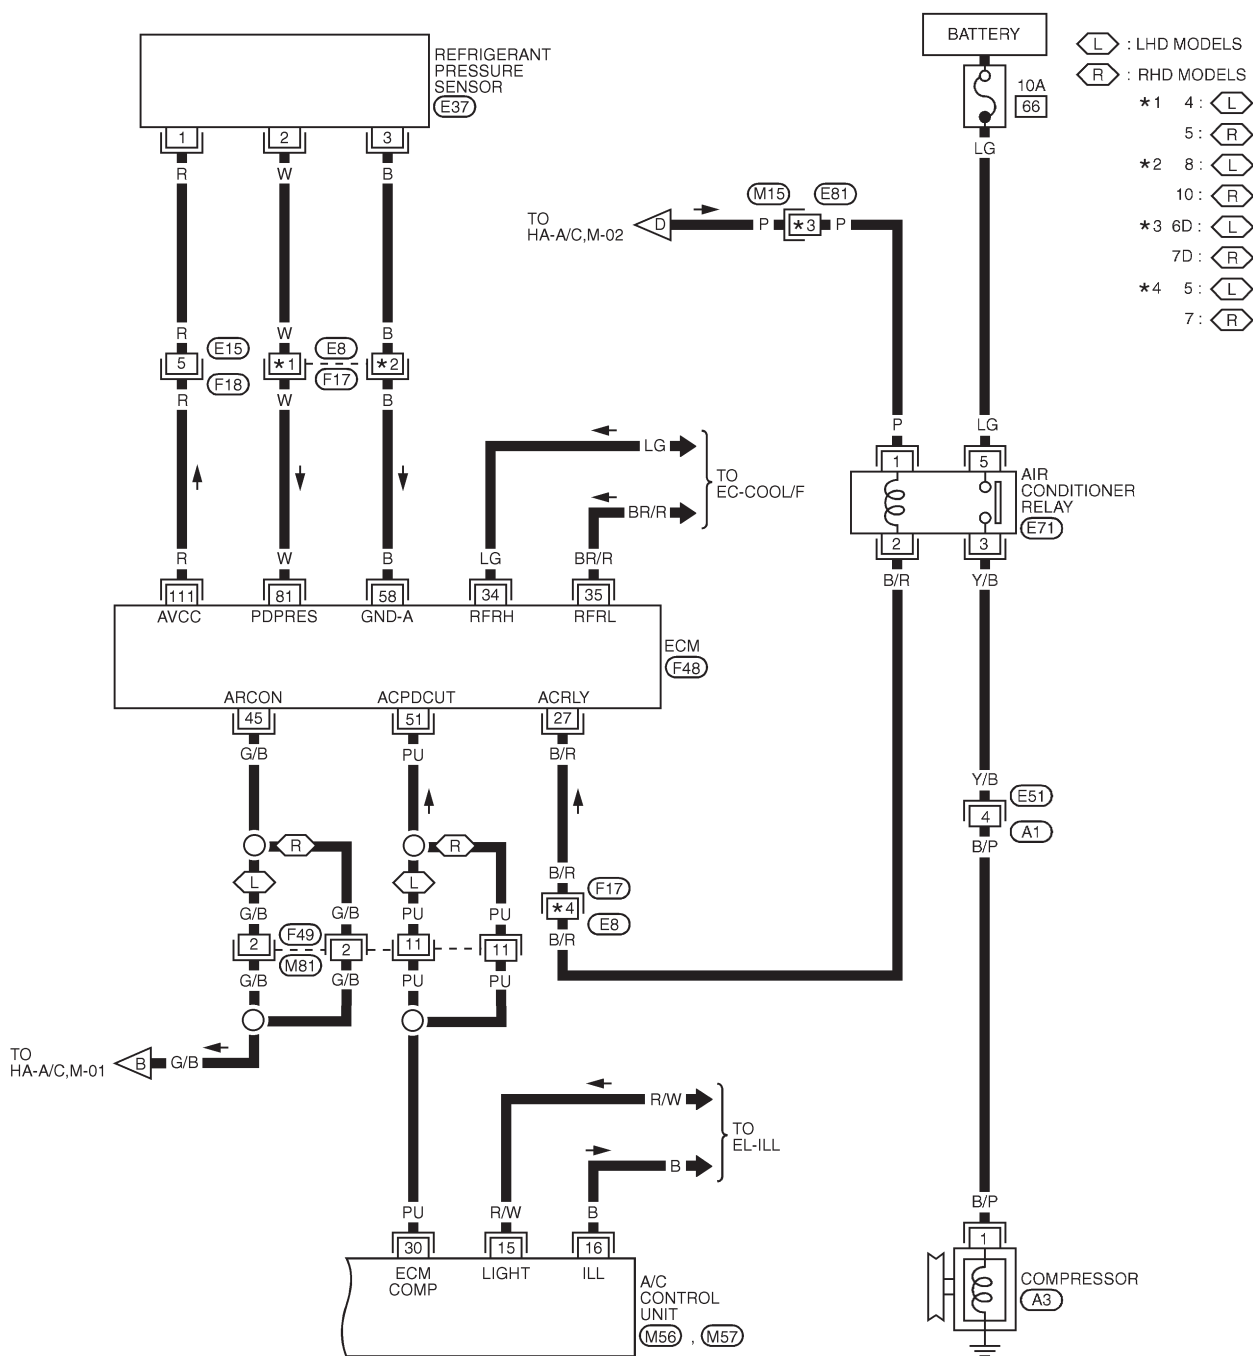 BATTERY
L : LHD MODELS
R : RHD MODELS
10A
66
*1 4 : L
5 : R
*2 8 : L
10 : R
*3 6D : L
7D : R
*4 5 : L
7 : R
REFRIGERANT
PRESSURE
SENSOR
E37
1 2 3
R W B
LG
TO
HA-A/C,M-02
D
M15 E81
P *3 P
R W B
5 *1 *2
E15 E8
F18 F17
R W B
LG
BR/R
TO
EC-COOL/F
P LG
1 5
AIR
CONDITIONER
RELAY
E71
2 3
B/R Y/B
R W B LG BR/R
111 81 58 34 35
AVCC PDPRES GND-A RFRH RFRL
ECM
F48
ARCON ACPDCUT ACRLY
45 51 27
G/B PU B/R
Y/B
E51
4
A1
B/P
R R
L L
B/R
F17
*4
E8
B/R
G/B G/B PU PU
2 F49 2 11 11
M81
G/B G/B PU PU
TO
HA-A/C,M-01
B G/B
R/W
TO
EL-ILL
B
PU R/W B
30 15 16
ECM
COMP
LIGHT ILL
A/C
CONTROL
UNIT
M56 , M57
B/P
1
COMPRESSOR
A3